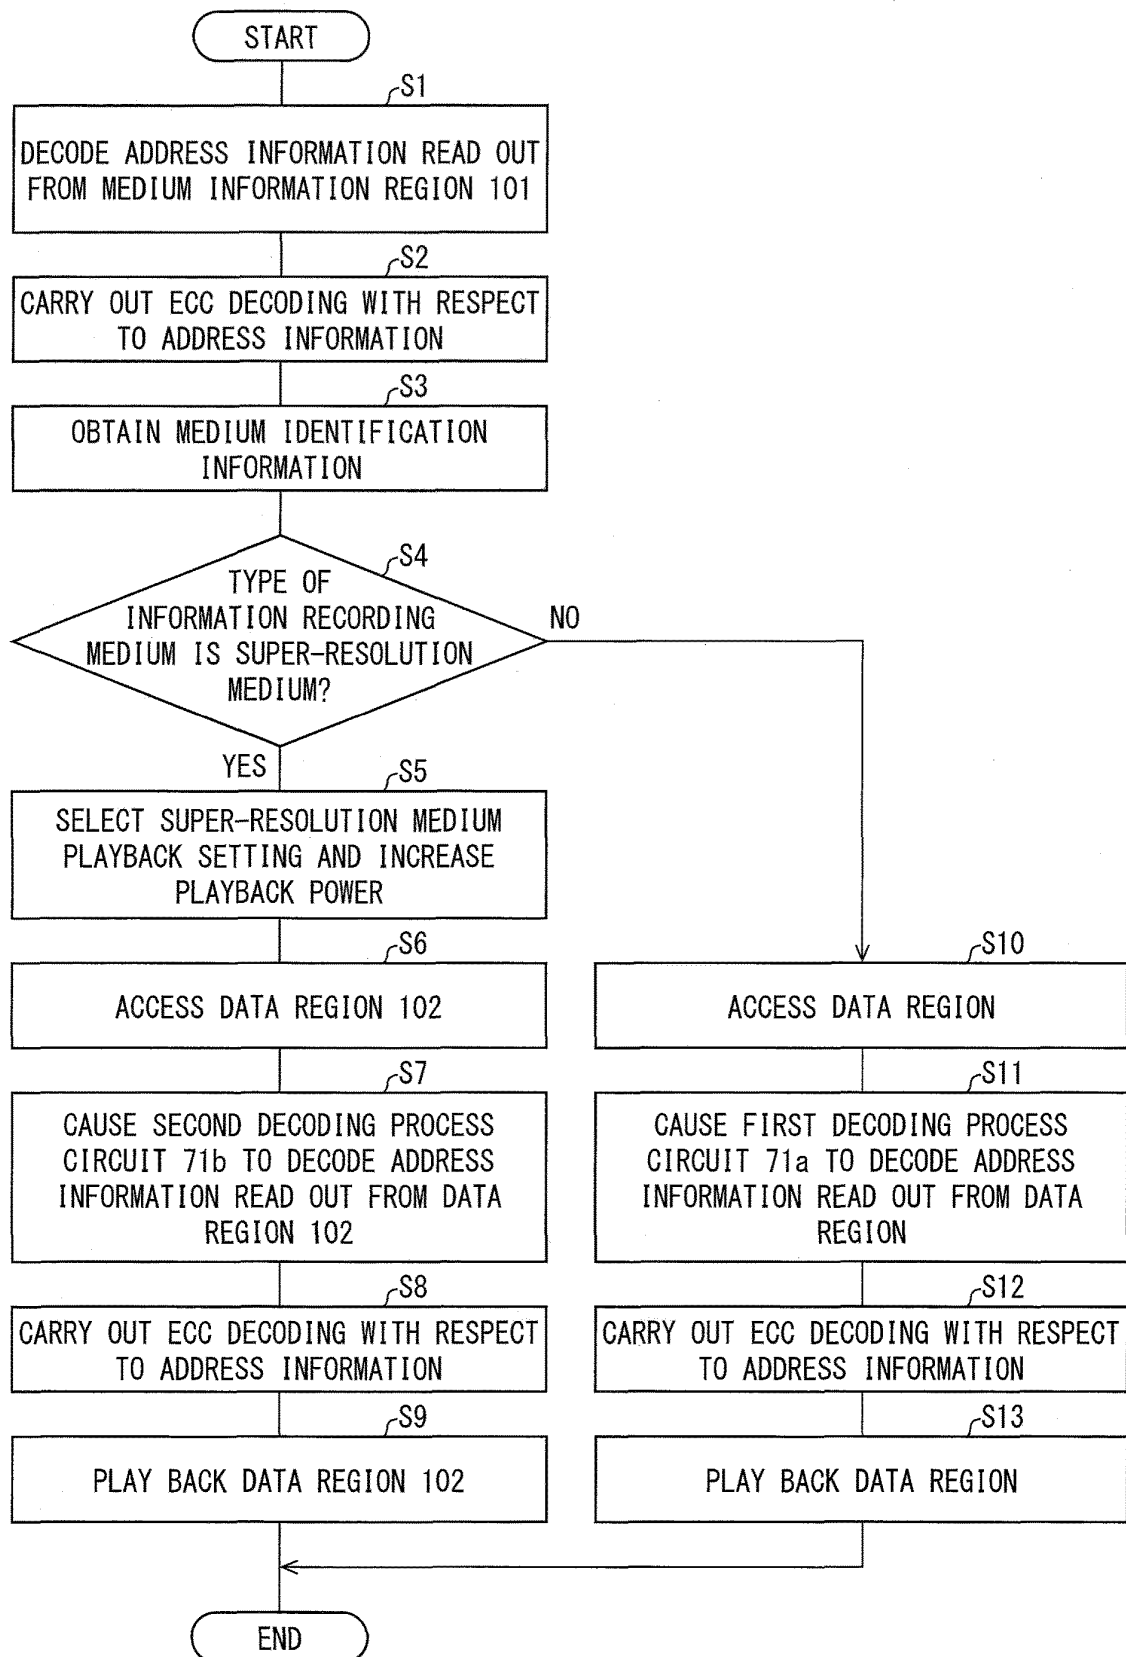 START
S1
DECODE ADDRESS INFORMATION READ OUT
FROM MEDIUM INFORMATION REGION 101
S2
CARRY OUT ECC DECODING WITH RESPECT
TO ADDRESS INFORMATION
S3
OBTAIN MEDIUM IDENTIFICATION
INFORMATION
S4
TYPE OF
INFORMATION RECORDING
MEDIUM IS SUPER-RESOLUTION
MEDIUM?
NO
YES
S5
SELECT SUPER-RESOLUTION MEDIUM
PLAYBACK SETTING AND INCREASE
PLAYBACK POWER
S6
ACCESS DATA REGION 102
S7
CAUSE SECOND DECODING PROCESS
CIRCUIT 71b TO DECODE ADDRESS
INFORMATION READ OUT FROM DATA
REGION 102
S8
CARRY OUT ECC DECODING WITH RESPECT
TO ADDRESS INFORMATION
S9
PLAY BACK DATA REGION 102
S10
ACCESS DATA REGION
S11
CAUSE FIRST DECODING PROCESS
CIRCUIT 71a TO DECODE ADDRESS
INFORMATION READ OUT FROM DATA
REGION
S12
CARRY OUT ECC DECODING WITH RESPECT
TO ADDRESS INFORMATION
S13
PLAY BACK DATA REGION
END